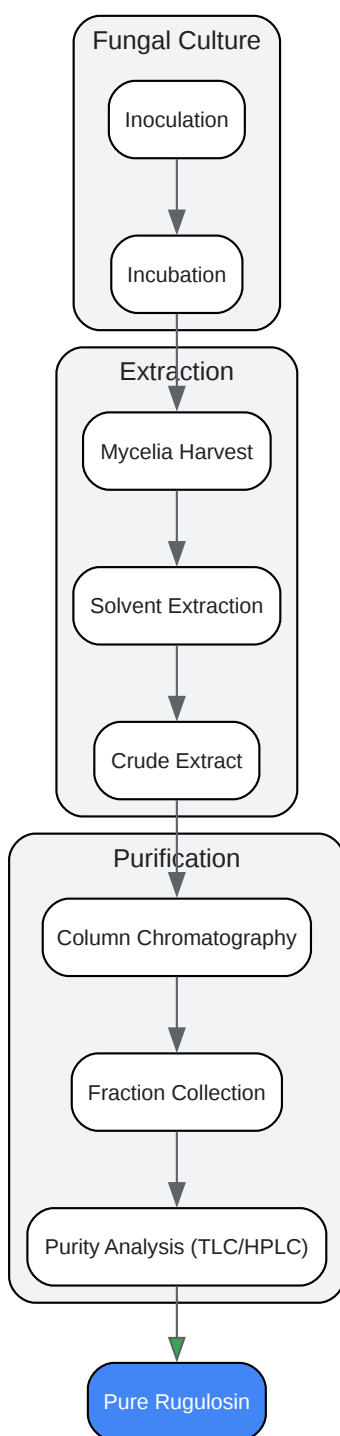 Fungal Culture
Inoculation
Incubation
Extraction
Mycelia Harvest
Solvent Extraction
Crude Extract
Purification
Column Chromatography
Fraction Collection
Purity Analysis (TLC/HPLC)
Pure Rugulosin